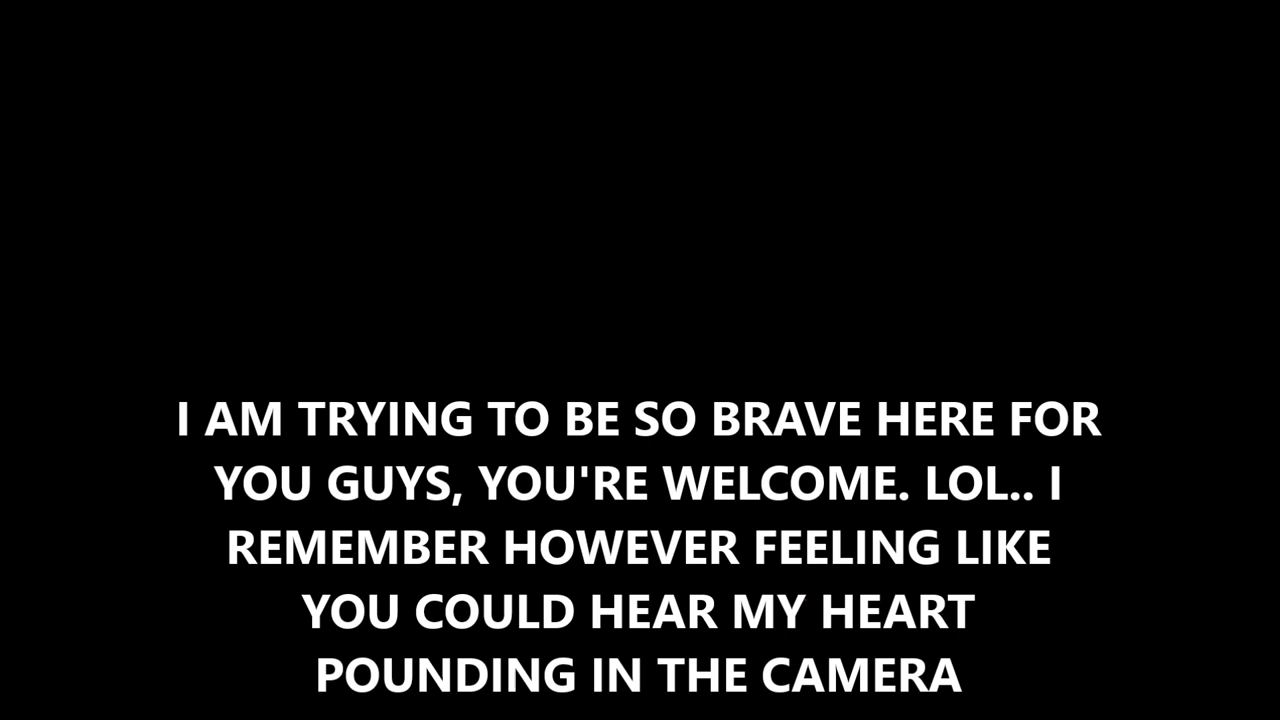 I AM TRYING TO BE SO BRAVE HERE FOR
YOU GUYS, YOU'RE WELCOME. LOL.. I
REMEMBER HOWEVER FEELING LIKE
YOU COULD HEAR MY HEART
POUNDING IN THE CAMERA